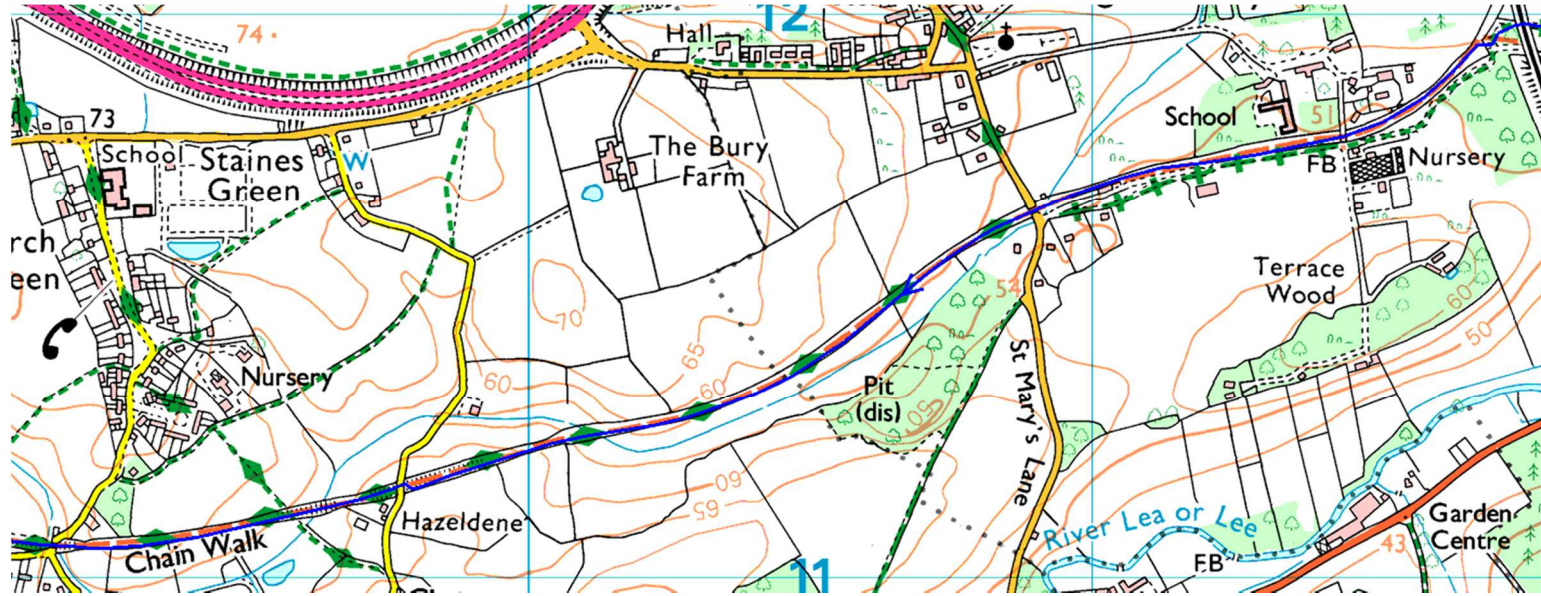 12
74
Hall
73
School
Staines
Green
W
The Bury
Farm
School
51
FB
Nursery
rch
een
Terrace
Wood
54
70
65
60
60
60
50
Nursery
Pit
(dis)
50
St Mary's Lane
60
65
Hazeldene
Chain Walk
River Lea or Lee
FB
Garden
Centre
43
11